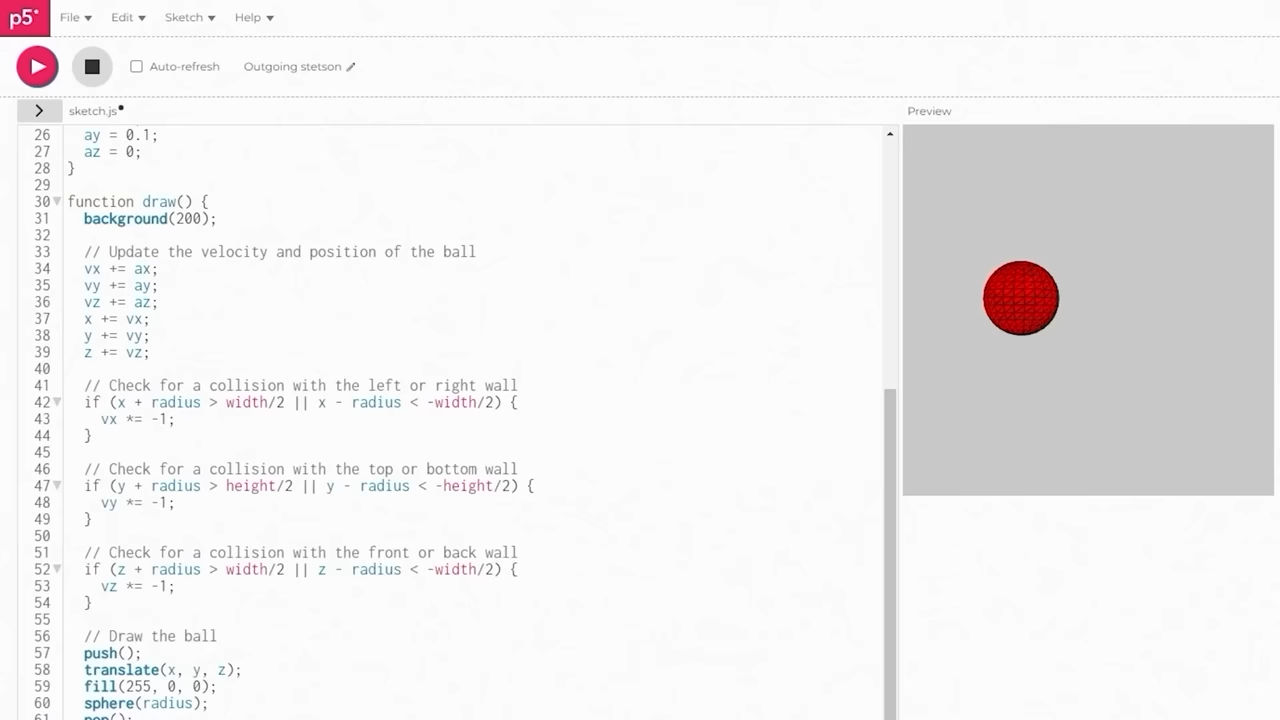 p5*
File Edit Sketch Help
Auto-refresh Outgoing stetson
sketch.js
Preview
26 ay = 0.1;
27 az = 0;
28 }
29
30 function draw() {
31 background(200);
32
33 // Update the velocity and position of the ball
34 vx += ax;
35 vy += ay;
36 vz += az;
37 x += vx;
38 y += vy;
39 z += vz;
40
41 // Check for a collision with the left or right wall
42 if (x + radius > width/2 || x - radius < -width/2) {
43 vx *= -1;
44 }
45
46 // Check for a collision with the top or bottom wall
47 if (y + radius > height/2 || y - radius < -height/2) {
48 vy *= -1;
49 }
50
51 // Check for a collision with the front or back wall
52 if (z + radius > width/2 || z - radius < -width/2) {
53 vz *= -1;
54 }
55
56 // Draw the ball
57 push();
58 translate(x, y, z);
59 fill(255, 0, 0);
60 sphere(radius);
61 pop();